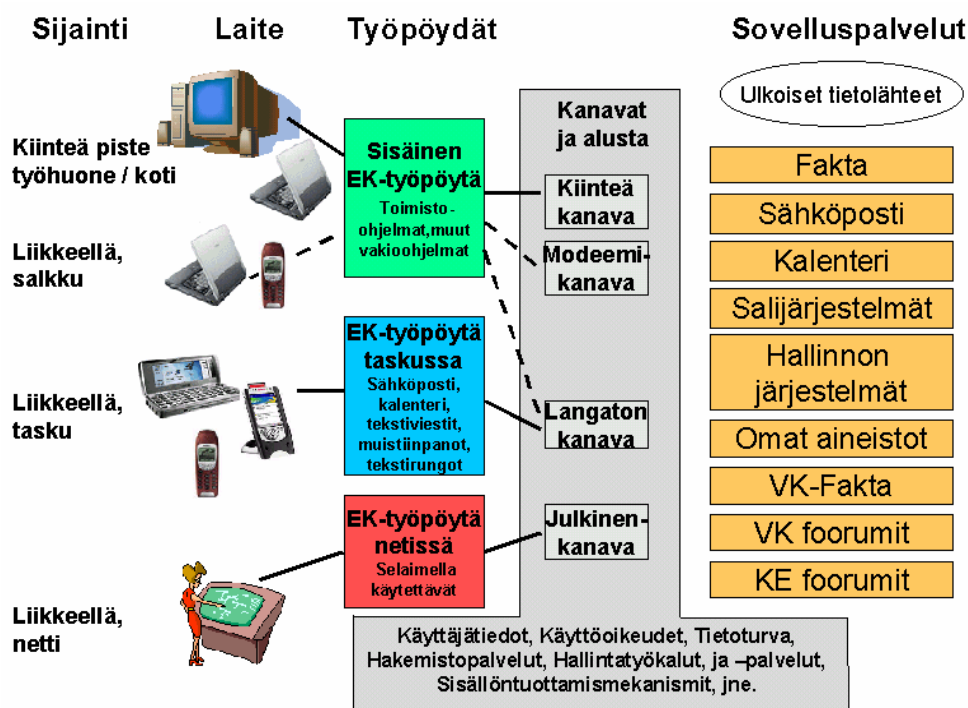 Sijainti
Laite
Työpöydät
Sovelluspalvelut
Kiinteä piste
työhuone / koti
Liikkeellä,
salkku
Liikkeellä,
tasku
Liikkeellä,
netti
Sisäinen
EK-työpöytä
Toimisto-
ohjelmat,muut
vakioohjelmat
EK-työpöytä
taskussa
Sähköposti,
kalenteri,
tekstiviestit,
muistiinpanot,
tekstirungot
EK-työpöytä
netissä
Selaimella
käytettävät
Kanavat
ja alusta
Kiinteä
kanava
Modeemi-
kanava
Langaton
kanava
Julkinen-
kanava
Käyttäjätiedot, Käyttöoikeudet, Tietoturva,
Hakemistopalvelut, Hallintatyökalut, ja –palvelut,
Sisällöntuottamismekanismit, jne.
Ulkoiset tietolähteet
Fakta
Sähköposti
Kalenteri
Salijärjestelmät
Hallinnon
järjestelmät
Omat aineistot
VK-Fakta
VK foorumit
KE foorumit